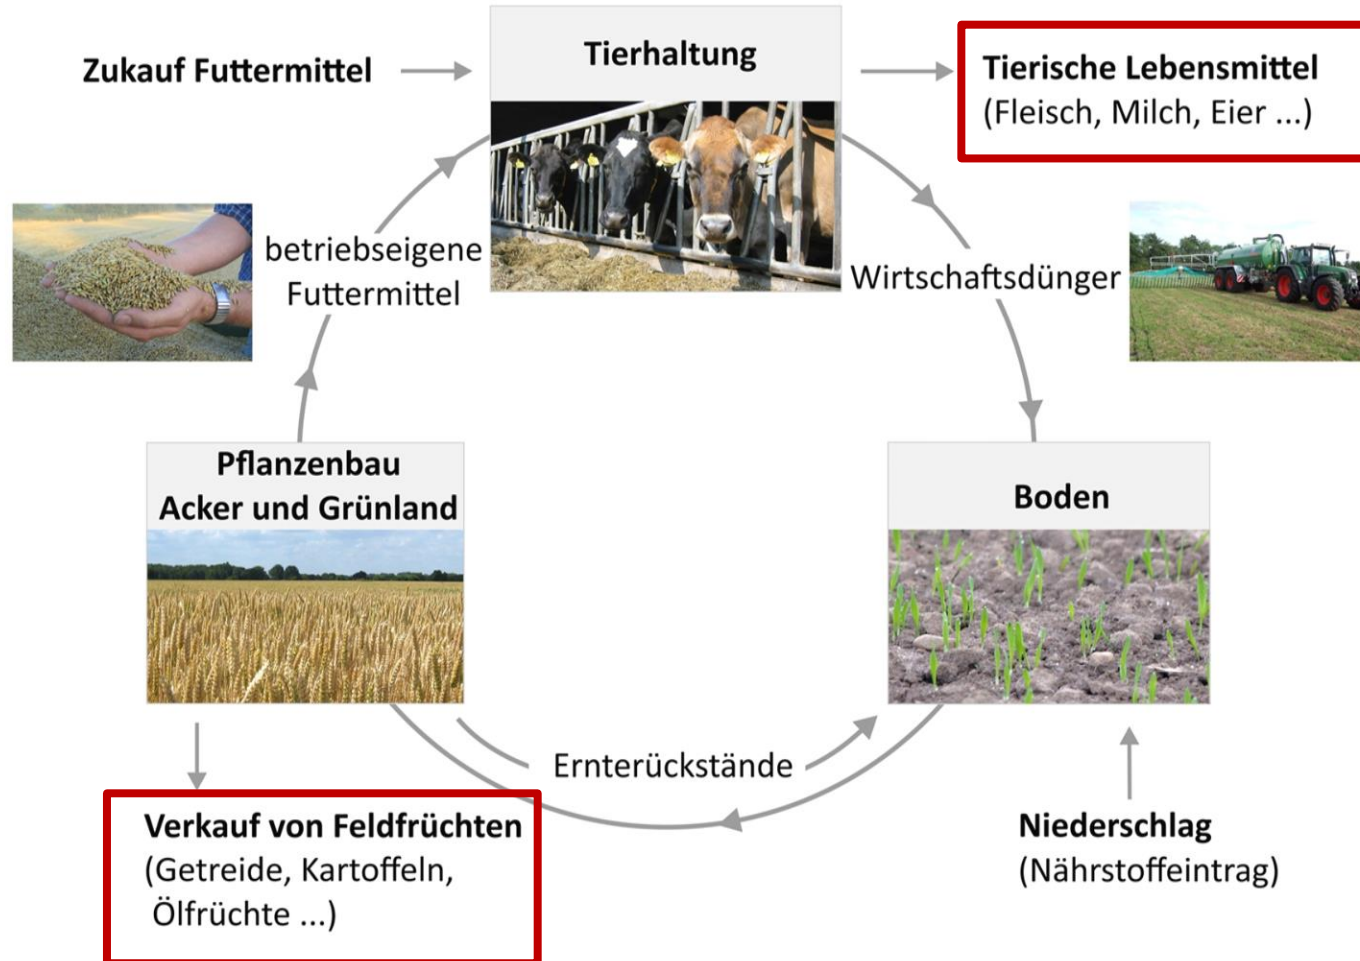 Zukauf Futtermittel
Tierhaltung
Tierische Lebensmittel
(Fleisch, Milch, Eier ...)
betriebseigene
Futtermittel
Wirtschaftsdünger
Pflanzenbau
Acker und Grünland
Boden
Ernterückstände
Verkauf von Feldfrüchten
(Getreide, Kartoffeln,
Ölfrüchte ...)
Niederschlag
(Nährstoffeintrag)